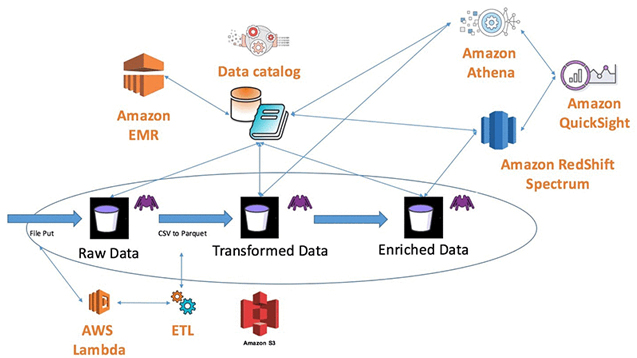 Data catalog
Amazon
EMR
Amazon
Athena
Amazon
QuickSight
Amazon RedShift
Spectrum
File Put
Raw Data
CSV to Parquet
Transformed Data
Enriched Data
AWS
Lambda
ETL
Amazon S3